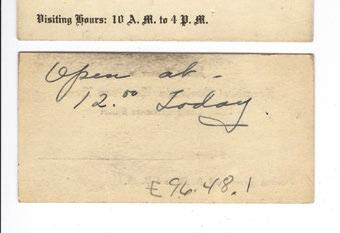 Visiting Hours: 10 A. M. to 4 P. M.
Open at -
12.00 Today.
E96.48.1